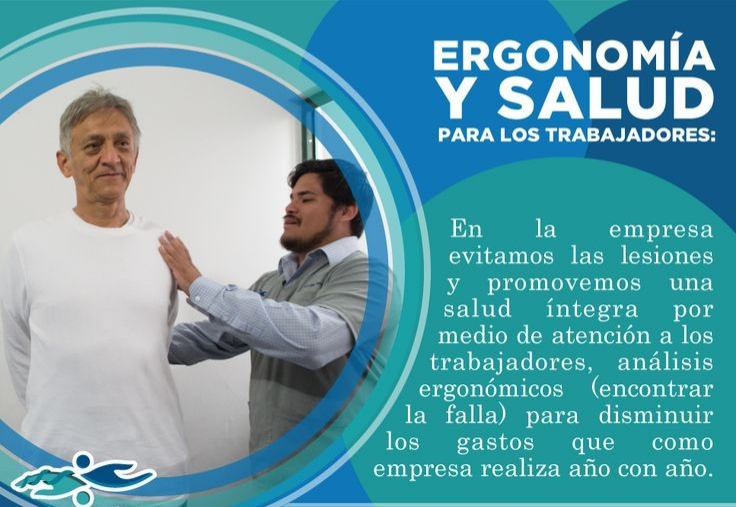 ERGONOMÍA
Y SALUD
PARA LOS TRABAJADORES:
En la empresa
evitamos las lesiones
y promovemos una
salud íntegra por
medio de atención a los
trabajadores, análisis
ergonómicos (encontrar
la falla) para disminuir
los gastos que como
empresa realiza año con año.